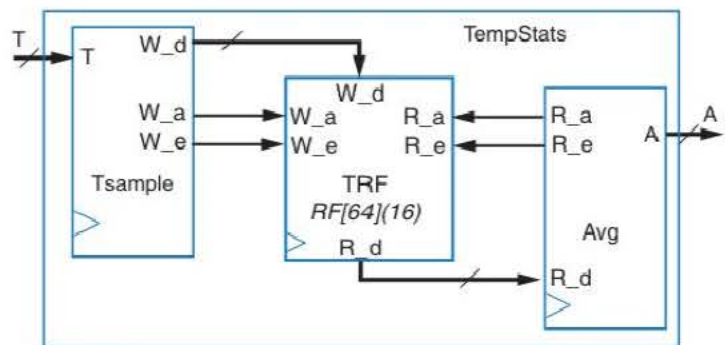 TempStats
T
T
W_d
W_a
W_e
Tsample
W_d
W_a
W_e
R_a
R_e
TRF
RF[64](16)
R_d
R_a
R_e
A
A
Avg
R_d